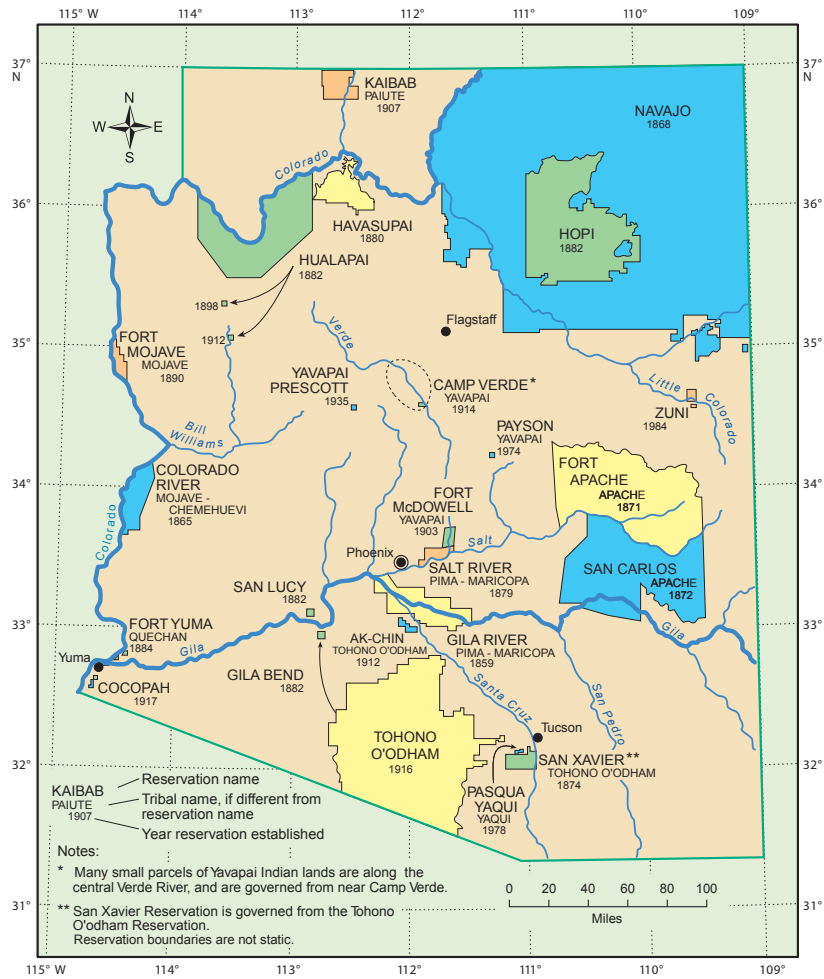 115° W
114°
113°
112°
111°
110°
109°
37°
N
37°
KAIBAB
PAIUTE
1907
NAVAJO
1868
N
W
E
S
Colorado
36°
36°
HAVASUPAI
1880
HOPI
1882
HUALAPAI
1882
1898
Flagstaff
Verde
1912
FORT
MOJAVE
MOJAVE
1890
35°
35°
YAVAPAI
PRESCOTT
1935
CAMP VERDE*
YAVAPAI
1914
Little
Colorado
ZUNI
1984
Bill
Williams
PAYSON
YAVAPAI
1974
34°
34°
COLORADO
RIVER
MOJAVE -
CHEMEHUEVI
1865
Colorado
FORT
APACHE
APACHE
1871
FORT
McDOWELL
YAVAPAI
1903
Salt
Phoenix
SALT RIVER
PIMA - MARICOPA
1879
SAN CARLOS
APACHE
1872
SAN LUCY
1882
33°
33°
FORT YUMA
QUECHAN
1884
Gila
Gila
AK-CHIN
TOHONO O'ODHAM
1912
GILA RIVER
PIMA - MARICOPA
1859
Yuma
COCOPAH
1917
GILA BEND
1882
Santa Cruz
San Pedro
TOHONO
O'ODHAM
1916
Tucson
SAN XAVIER**
TOHONO O'ODHAM
1874
32°
32°
PASQUA
YAQUI
YAQUI
1978
KAIBAB
PAIUTE
1907
Reservation name
Tribal name, if different from
reservation name
Year reservation established
Notes:
* Many small parcels of Yavapai Indian lands are along the
central Verde River, and are governed from near Camp Verde.
** San Xavier Reservation is governed from the Tohono
O'odham Reservation.
Reservation boundaries are not static.
0 20 40 60 80 100
Miles
31°
31°
115° W
114°
113°
112°
111°
110°
109°